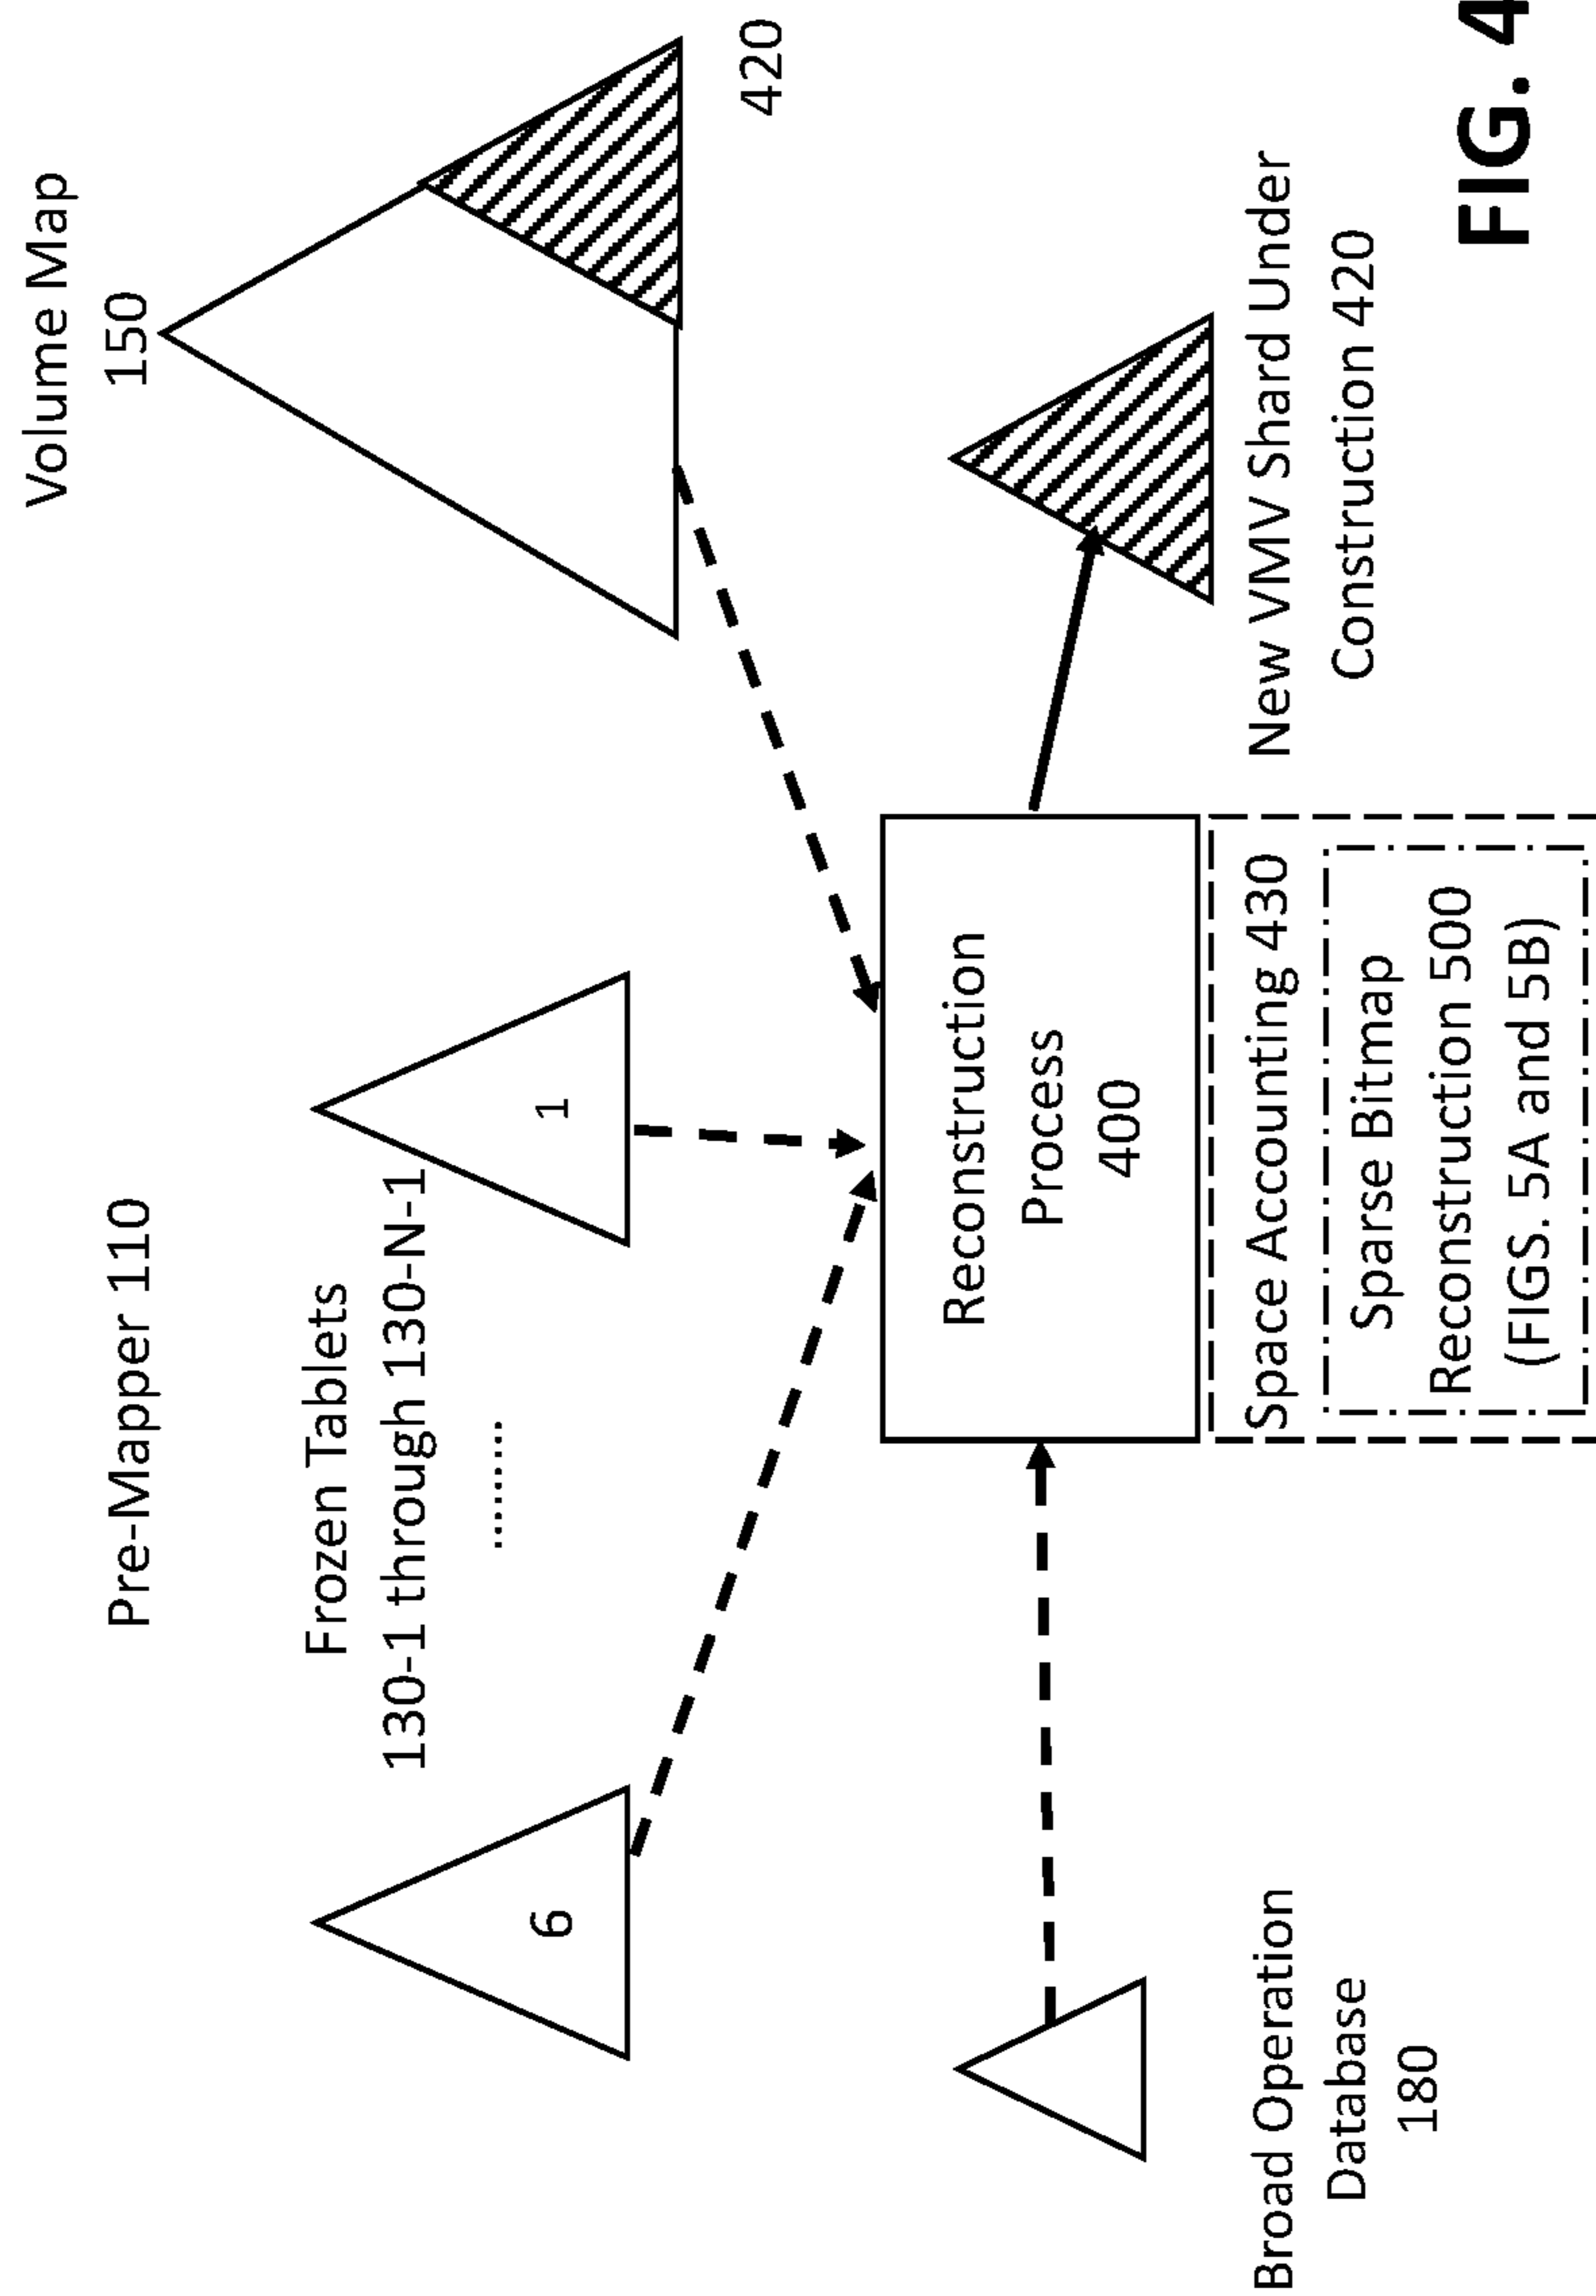 Pre-Mapper 110
Volume Map
150
Frozen Tablets
130-1 through 130-N-1
.........
6
1
420
Broad Operation
Database
180
Reconstruction
Process
400
Space Accounting 430
Sparse Bitmap
Reconstruction 500
(FIGS. 5A and 5B)
New VMV Shard Under
Construction 420
FIG. 4